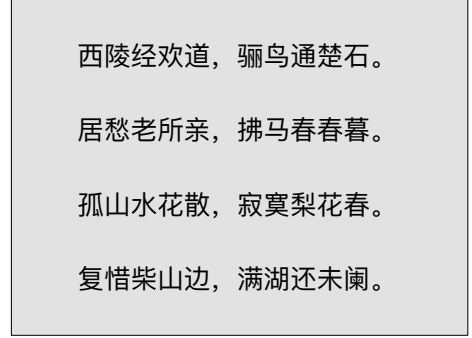 西陵经欢道，骊鸟通楚石。
居愁老所亲，拂马春春暮。
孤山水花散，寂寞梨花春。
复惜柴山边，满湖还未阑。